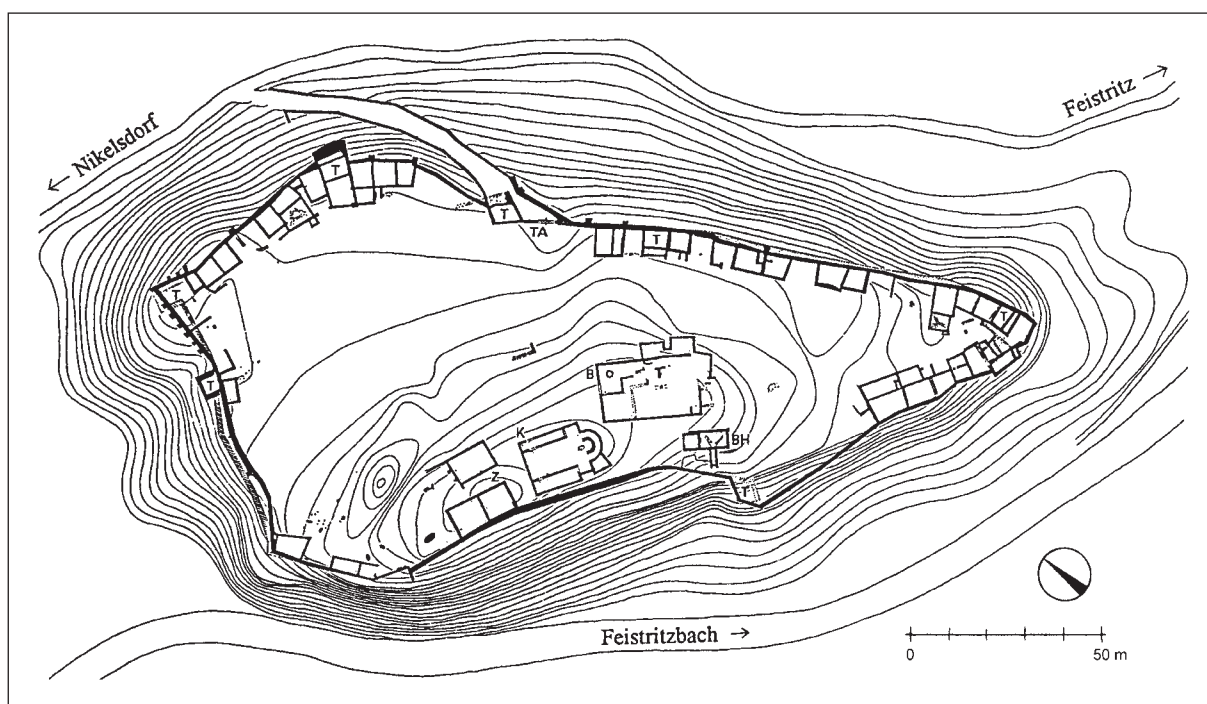 Feistritz →
← Nikelsdorf
T
T
TA
T
T
T
B
T
K
BH
Z
T
Feistritzbach →
0
50 m